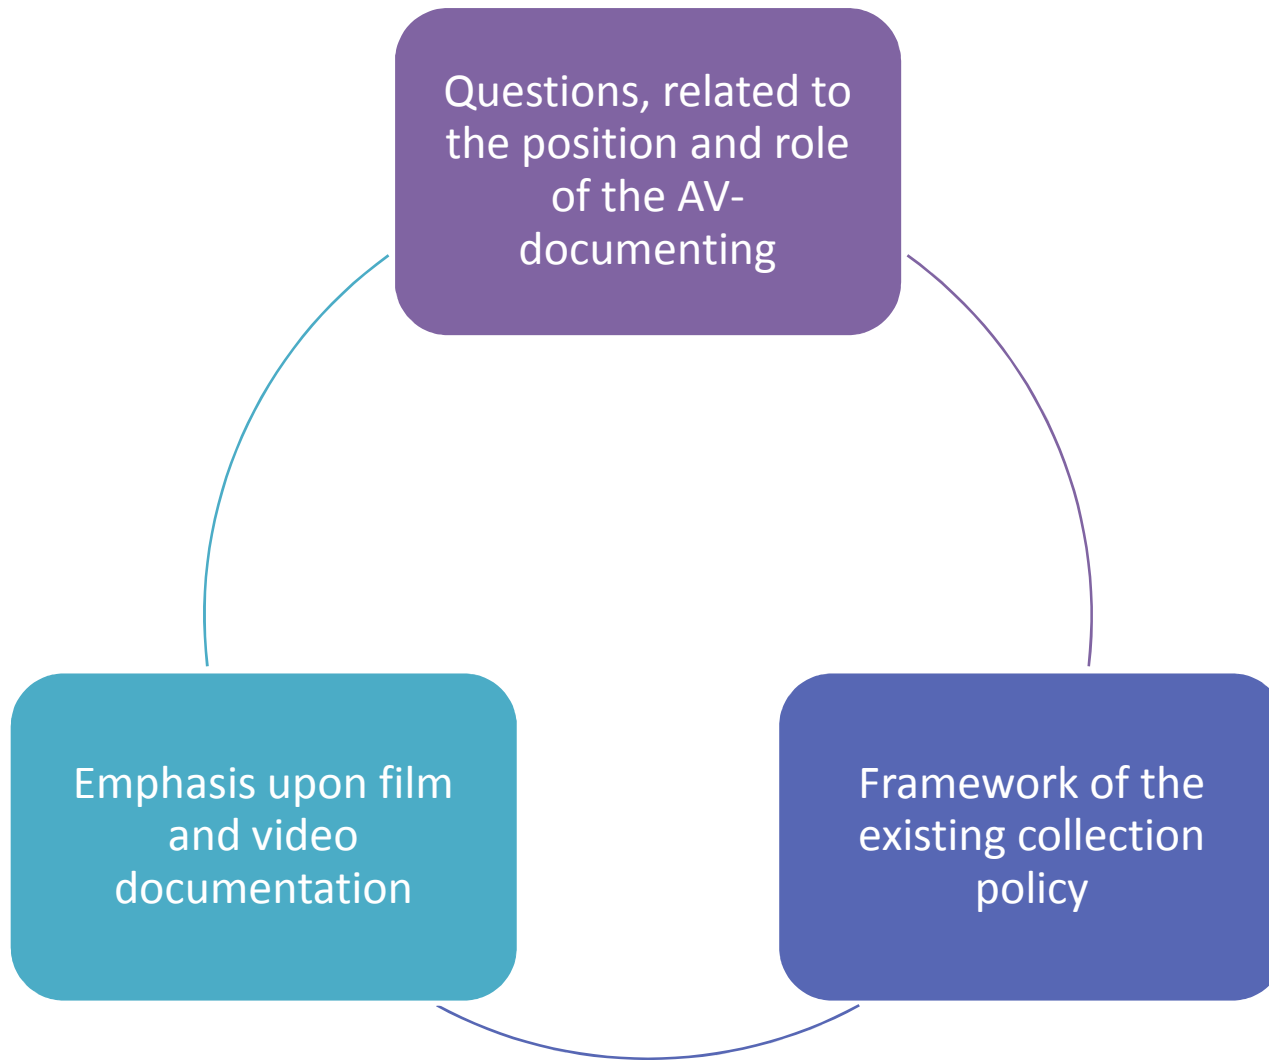 Questions, related to
the position and role
of the AV-
documenting
Emphasis upon film
and video
documentation
Framework of the
existing collection
policy